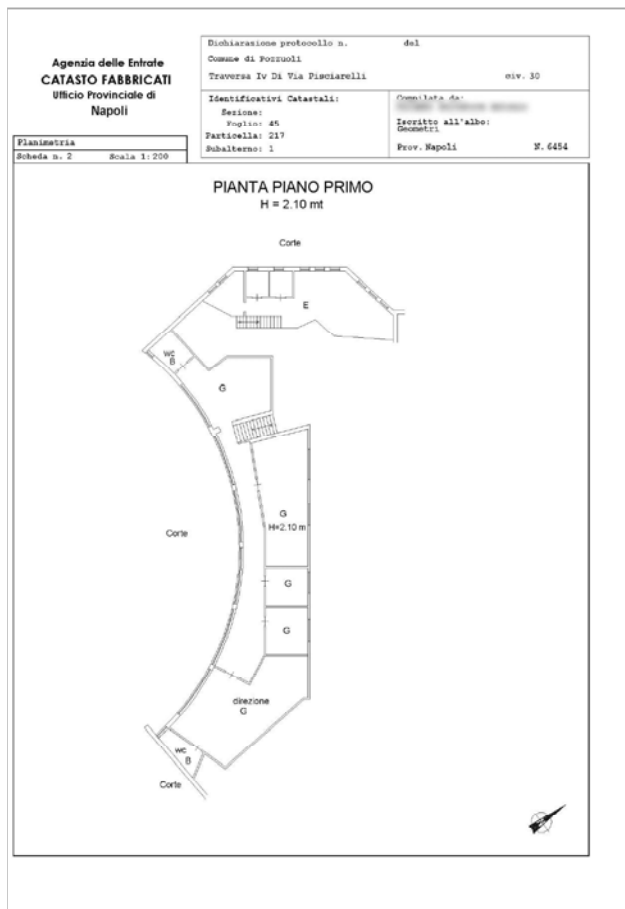 Agenzia delle Entrate
CATASTO FABBRICATI
Ufficio Provinciale di
Napoli
Dichiarazione protocollo n. del
Comune di Pozzuoli
Traversa Iv Di Via Pisciarelli civ. 30
Identificativi Catastali:
Sezione:
Foglio: 45
Particella: 217
Subalterno: 1
Compilata da:
Iscritto all'albo:
Geometri
Prov. Napoli N. 6454
Planimetria
Scheda n. 2 Scala 1:200
PIANTA PIANO PRIMO
H = 2.10 mt
Corte
E
wc
B
G
G
H=2.10 m
Corte
G
G
direzione
G
wc
B
Corte